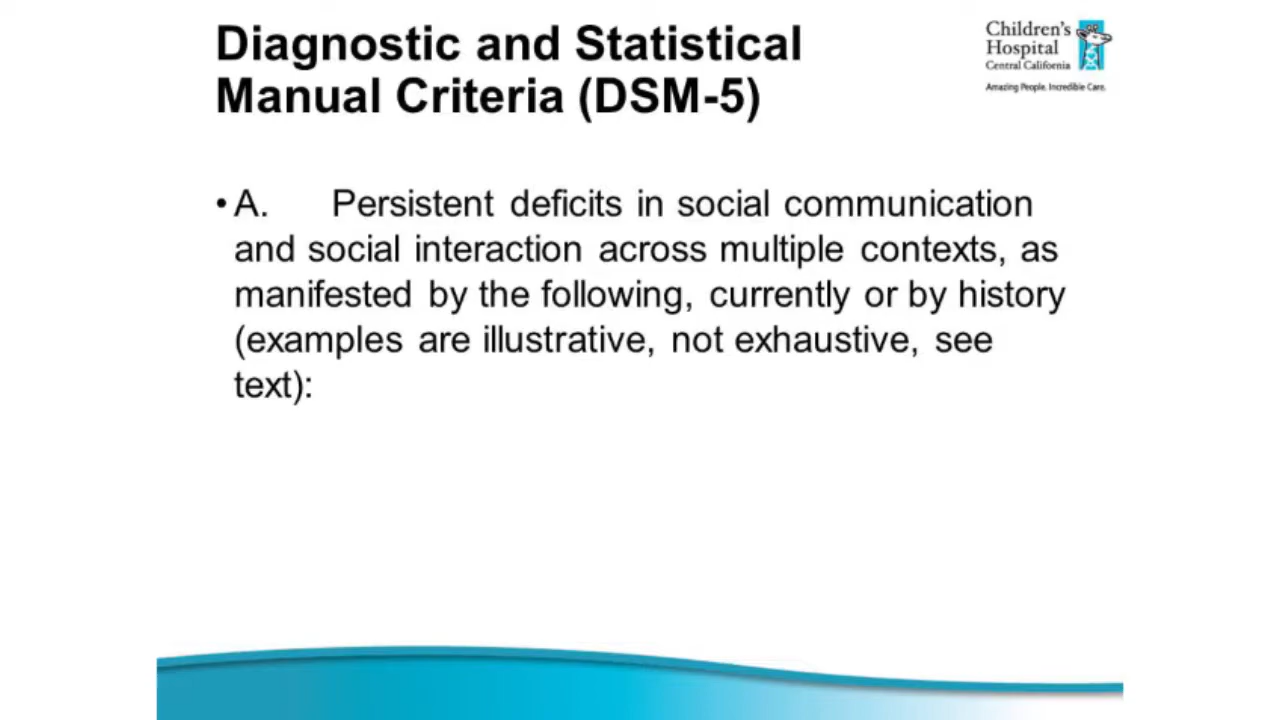 Diagnostic and Statistical
Manual Criteria (DSM-5)
Children's
Hospital
Central California
Amazing People. Incredible Care.
• A. Persistent deficits in social communication
and social interaction across multiple contexts, as
manifested by the following, currently or by history
(examples are illustrative, not exhaustive, see
text):